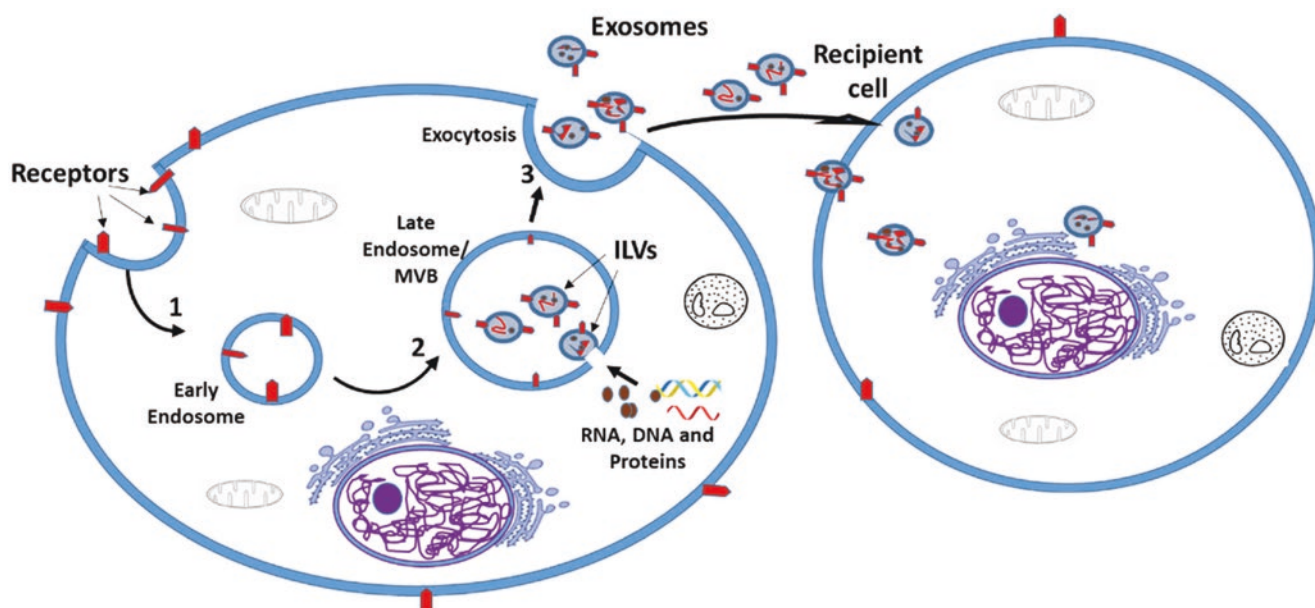 Exosomes
Recipient
cell
Exocytosis
Receptors
3
Late
Endosome/
MVB
ILVs
1
2
Early
Endosome
RNA, DNA and
Proteins